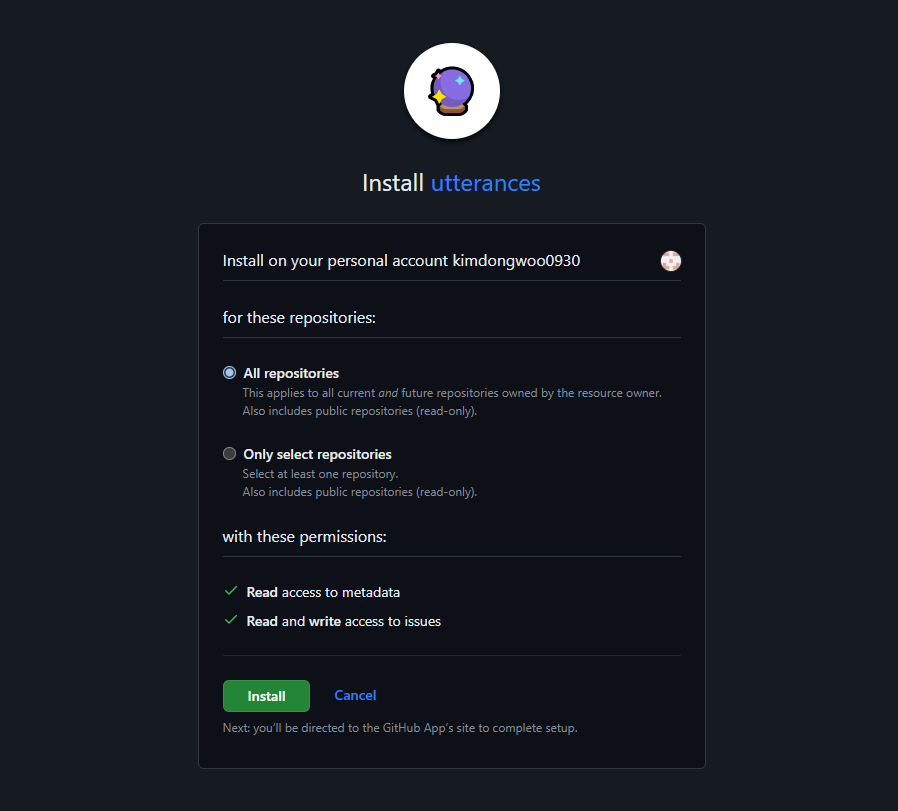 Install utterances
Install on your personal account kimdongwoo0930
for these repositories:
All repositories
This applies to all current and future repositories owned by the resource owner.
Also includes public repositories (read-only).
Only select repositories
Select at least one repository.
Also includes public repositories (read-only).
with these permissions:
Read access to metadata
Read and write access to issues
Install Cancel
Next: you'll be directed to the GitHub App's site to complete setup.